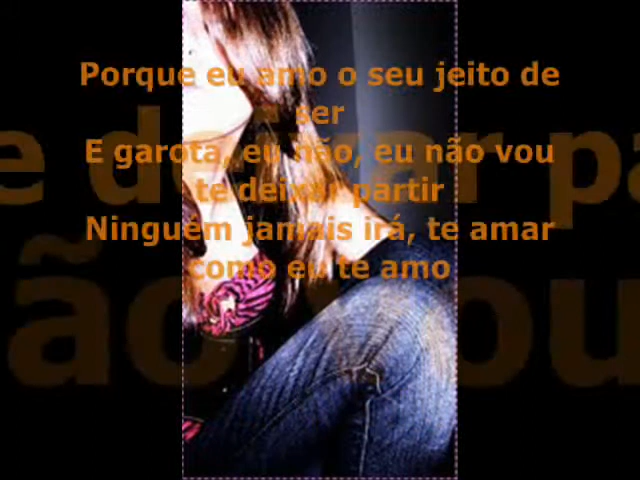 Porque eu amo o seu jeito de
ser
E garota, eu não, eu não vou
te deixar partir
Ninguém jamais irá, te amar
como eu te amo